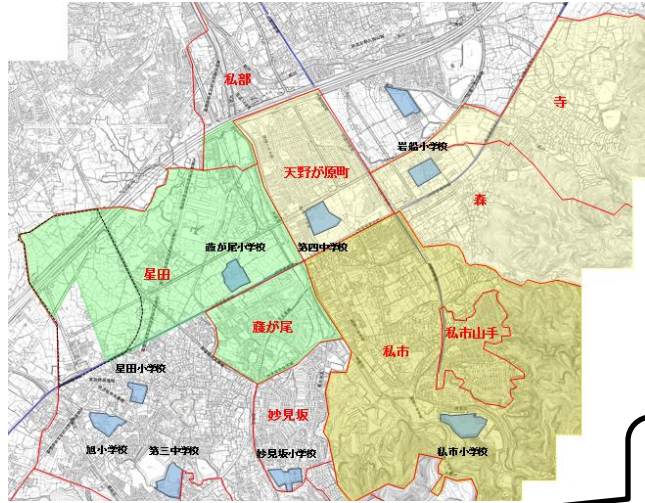 私部
寺
岩船小学校
天野が原町
森
藤が尾小学校
第四中学校
星田
藤が尾
私市
私市山手
星田小学校
妙見坂
旭小学校
第三中学校
妙見坂小学校
私市小学校